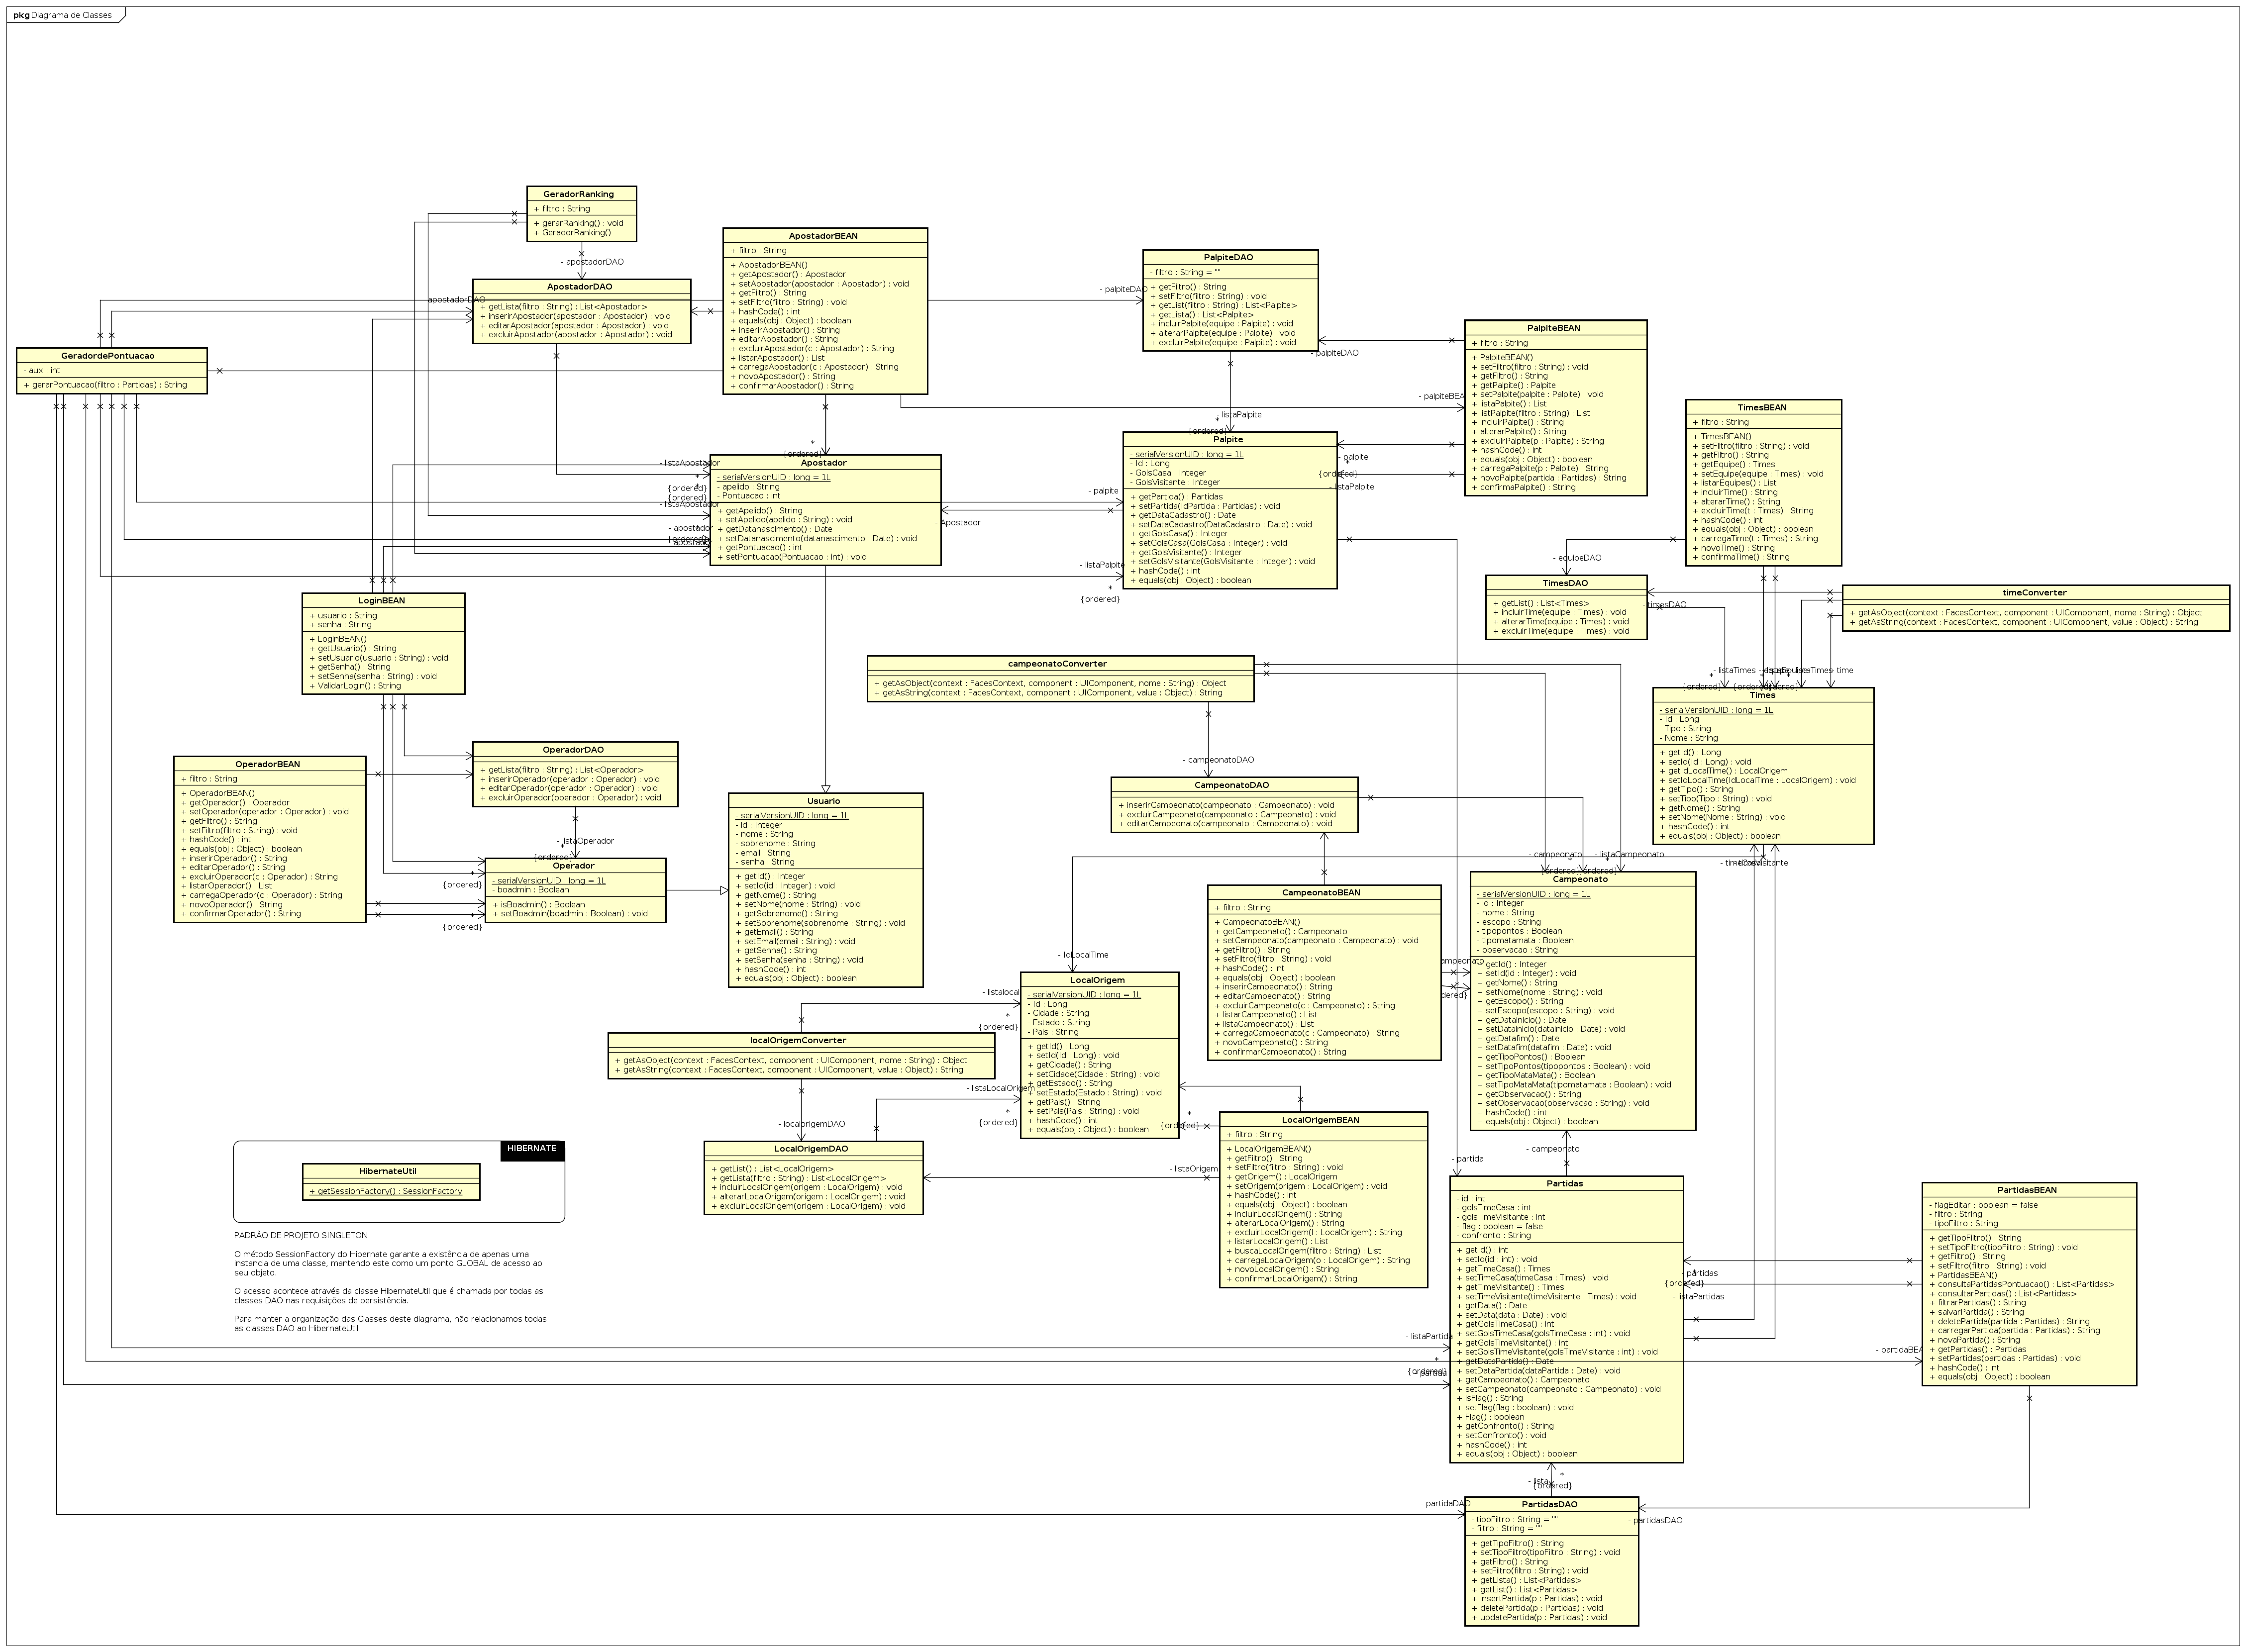 pkg Diagrama de Classes
GeradorRanking
+ filtro : String
+ gerarRanking() : void
+ GeradorRanking()
- apostadorDAO
ApostadorDAO
+ getLista(filtro : String) : List<Apostador>
+ inserirApostador(apostador : Apostador) : void
+ editarApostador(apostador : Apostador) : void
+ excluirApostador(apostador : Apostador) : void
ApostadorBEAN
+ filtro : String
+ ApostadorBEAN()
+ getApostador() : Apostador
+ setApostador(apostador : Apostador) : void
+ getFiltro() : String
+ setFiltro(filtro : String) : void
+ hashCode() : int
+ equals(obj : Object) : boolean
+ inserirApostador() : String
+ editarApostador() : String
+ excluirApostador(c : Apostador) : String
+ listarApostador() : List
+ carregaApostador(c : Apostador) : String
+ novoApostador() : String
+ confirmarApostador() : String
- palpiteDAO
PalpiteDAO
- filtro : String = ""
+ getFiltro() : String
+ setFiltro(filtro : String) : void
+ getList(filtro : String) : List<Palpite>
+ getLista() : List<Palpite>
+ incluirPalpite(equipe : Palpite) : void
+ alterarPalpite(equipe : Palpite) : void
+ excluirPalpite(equipe : Palpite) : void
- palpiteDAO
PalpiteBEAN
+ filtro : String
+ PalpiteBEAN()
+ setFiltro(filtro : String) : void
+ getFiltro() : String
+ getPalpite() : Palpite
+ setPalpite(palpite : Palpite) : void
+ listaPalpite() : List
+ listPalpite(filtro : String) : List
+ incluirPalpite() : String
+ alterarPalpite() : String
+ excluirPalpite(p : Palpite) : String
+ hashCode() : int
+ equals(obj : Object) : boolean
+ carregaPalpite(p : Palpite) : String
+ novoPalpite(partida : Partidas) : String
+ confirmaPalpite() : String
GeradordePontuacao
- aux : int
+ gerarPontuacao(filtro : Partidas) : String
TimesBEAN
+ filtro : String
+ TimesBEAN()
+ setFiltro(filtro : String) : void
+ getFiltro() : String
+ getEquipe() : Times
+ setEquipe(equipe : Times) : void
+ listarEquipes() : List
+ incluirTime() : String
+ alterarTime() : String
+ excluirTime(t : Times) : String
+ hashCode() : int
+ equals(obj : Object) : boolean
+ carregaTime(t : Times) : String
+ novoTime() : String
+ confirmaTime() : String
- listaPalpite
{ordered}
Palpite
- serialVersionUID : long = 1L
- Id : Long
- GolsCasa : Integer
- GolsVisitante : Integer
+ getPartida() : Partidas
+ setPartida(IdPartida : Partidas) : void
+ getDataCadastro() : Date
+ setDataCadastro(DataCadastro : Date) : void
+ getGolsCasa() : Integer
+ setGolsCasa(GolsCasa : Integer) : void
+ getGolsVisitante() : Integer
+ setGolsVisitante(GolsVisitante : Integer) : void
+ hashCode() : int
+ equals(obj : Object) : boolean
- palpite
{ordered}
- listaPalpite
{ordered}
- listaApostador
{ordered}
{ordered}
- listaApostador
Apostador
- serialVersionUID : long = 1L
- apelido : String
- Pontuacao : int
+ getApelido() : String
+ setApelido(apelido : String) : void
+ getDatanascimento() : Date
+ setDatanascimento(datanascimento : Date) : void
+ getPontuacao() : int
+ setPontuacao(Pontuacao : int) : void
- palpite
- Apostador
- listaPalpite
*
{ordered}
- equipeDAO
TimesDAO
+ getList() : List<Times>
+ incluirTime(equipe : Times) : void
+ alterarTime(equipe : Times) : void
+ excluirTime(equipe : Times) : void
- timesDAO
timeConverter
+ getAsObject(context : FacesContext, component : UIComponent, nome : String) : Object
+ getAsString(context : FacesContext, component : UIComponent, value : Object) : String
LoginBEAN
+ usuario : String
+ senha : String
+ LoginBEAN()
+ getUsuario() : String
+ setUsuario(usuario : String) : void
+ getSenha() : String
+ setSenha(senha : String) : void
+ ValidarLogin() : String
campeonatoConverter
+ getAsObject(context : FacesContext, component : UIComponent, nome : String) : Object
+ getAsString(context : FacesContext, component : UIComponent, value : Object) : String
- listaTimes
- time
{ordered}
Times
- serialVersionUID : long = 1L
- Id : Long
- Tipo : String
- Nome : String
+ getId() : Long
+ setId(Id : Long) : void
+ getIdLocalTime() : LocalOrigem
+ setIdLocalTime(IdLocalTime : LocalOrigem) : void
+ getTipo() : String
+ setTipo(Tipo : String) : void
+ getNome() : String
+ setNome(Nome : String) : void
+ hashCode() : int
+ equals(obj : Object) : boolean
OperadorDAO
+ getLista(filtro : String) : List<Operador>
+ inserirOperador(operador : Operador) : void
+ editarOperador(operador : Operador) : void
+ excluirOperador(operador : Operador) : void
OperadorBEAN
+ filtro : String
+ OperadorBEAN()
+ getOperador() : Operador
+ setOperador(operador : Operador) : void
+ getFiltro() : String
+ setFiltro(filtro : String) : void
+ hashCode() : int
+ equals(obj : Object) : boolean
+ inserirOperador() : String
+ editarOperador() : String
+ excluirOperador(c : Operador) : String
+ listarOperador() : List
+ carregaOperador(c : Operador) : String
+ novoOperador() : String
+ confirmarOperador() : String
- listaOperador
{ordered}
Operador
- serialVersionUID : long = 1L
- boadmin : Boolean
+ isBoadmin() : Boolean
+ setBoadmin(boadmin : Boolean) : void
{ordered}
{ordered}
Usuario
- serialVersionUID : long = 1L
- id : Integer
- nome : String
- sobrenome : String
- email : String
- senha : String
+ getId() : Integer
+ setId(id : Integer) : void
+ getNome() : String
+ setNome(nome : String) : void
+ getSobrenome() : String
+ setSobrenome(sobrenome : String) : void
+ getEmail() : String
+ setEmail(email : String) : void
+ getSenha() : String
+ setSenha(senha : String) : void
+ hashCode() : int
+ equals(obj : Object) : boolean
- campeonatoDAO
CampeonatoDAO
+ inserirCampeonato(campeonato : Campeonato) : void
+ excluirCampeonato(campeonato : Campeonato) : void
+ editarCampeonato(campeonato : Campeonato) : void
- campeonato
- listaCampeonato
CampeonatoBEAN
+ filtro : String
+ CampeonatoBEAN()
+ getCampeonato() : Campeonato
+ setCampeonato(campeonato : Campeonato) : void
+ getFiltro() : String
+ setFiltro(filtro : String) : void
+ hashCode() : int
+ equals(obj : Object) : boolean
+ inserirCampeonato() : String
+ editarCampeonato() : String
+ excluirCampeonato(c : Campeonato) : String
+ listarCampeonato() : List
+ listaCampeonato() : List
+ carregaCampeonato(c : Campeonato) : String
+ novoCampeonato() : String
+ confirmarCampeonato() : String
Campeonato
- serialVersionUID : long = 1L
- id : Integer
- nome : String
- escopo : String
- tipopontos : Boolean
- tipomatamata : Boolean
- observacao : String
+ getId() : Integer
+ setId(id : Integer) : void
+ getNome() : String
+ setNome(nome : String) : void
+ getEscopo() : String
+ setEscopo(escopo : String) : void
+ getDatainicio() : Date
+ setDatainicio(datainicio : Date) : void
+ getDatafim() : Date
+ setDatafim(datafim : Date) : void
+ getTipoPontos() : Boolean
+ setTipoPontos(tipopontos : Boolean) : void
+ getTipoMataMata() : Boolean
+ setTipoMataMata(tipomatamata : Boolean) : void
+ getObservacao() : String
+ setObservacao(observacao : String) : void
+ hashCode() : int
+ equals(obj : Object) : boolean
- IdLocalTime
LocalOrigem
- serialVersionUID : long = 1L
- Id : Long
- Cidade : String
- Estado : String
- Pais : String
+ getId() : Long
+ setId(Id : Long) : void
+ getCidade() : String
+ setCidade(Cidade : String) : void
+ getEstado() : String
+ setEstado(Estado : String) : void
+ getPais() : String
+ setPais(Pais : String) : void
+ hashCode() : int
+ equals(obj : Object) : boolean
- listalocal
*
{ordered}
localOrigemConverter
+ getAsObject(context : FacesContext, component : UIComponent, nome : String) : Object
+ getAsString(context : FacesContext, component : UIComponent, value : Object) : String
- listaLocalOrigem
*
{ordered}
- localorigemDAO
LocalOrigemDAO
+ getList() : List<LocalOrigem>
+ getLista(filtro : String) : List<LocalOrigem>
+ incluirLocalOrigem(origem : LocalOrigem) : void
+ alterarLocalOrigem(origem : LocalOrigem) : void
+ excluirLocalOrigem(origem : LocalOrigem) : void
*
{ordered}
- listaOrigem
LocalOrigemBEAN
+ filtro : String
+ LocalOrigemBEAN()
+ getFiltro() : String
+ setFiltro(filtro : String) : void
+ getOrigem() : LocalOrigem
+ setOrigem(origem : LocalOrigem) : void
+ hashCode() : int
+ equals(obj : Object) : boolean
+ incluirLocalOrigem() : String
+ alterarLocalOrigem() : String
+ excluirLocalOrigem(l : LocalOrigem) : String
+ listarLocalOrigem() : List
+ buscaLocalOrigem(filtro : String) : List
+ carregaLocalOrigem(o : LocalOrigem) : String
+ novoLocalOrigem() : String
+ confirmarLocalOrigem() : String
HIBERNATE
HibernateUtil
+ getSessionFactory() : SessionFactory
PADRÃO DE PROJETO SINGLETON
O método SessionFactory do Hibernate garante a existência de apenas uma
instancia de uma classe, mantendo este como um ponto GLOBAL de acesso ao
seu objeto.
O acesso acontece através da classe HibernateUtil que é chamada por todas as
classes DAO nas requisições de persistência.
Para manter a organização das Classes deste diagrama, não relacionamos todas
as classes DAO ao HibernateUtil
- campeonato
- partida
Partidas
- id : int
- golsTimeCasa : int
- golsTimeVisitante : int
- flag : boolean = false
- confronto : String
+ getId() : int
+ setId(id : int) : void
+ getTimeCasa() : Times
+ setTimeCasa(timeCasa : Times) : void
+ getTimeVisitante() : Times
+ setTimeVisitante(timeVisitante : Times) : void
+ getData() : Date
+ setData(data : Date) : void
+ getGolsTimeCasa() : int
+ setGolsTimeCasa(golsTimeCasa : int) : void
+ getGolsTimeVisitante() : int
+ setGolsTimeVisitante(golsTimeVisitante : int) : void
+ getDataPartida() : Date
+ setDataPartida(dataPartida : Date) : void
+ getCampeonato() : Campeonato
+ setCampeonato(campeonato : Campeonato) : void
+ isFlag() : String
+ setFlag(flag : boolean) : void
+ Flag() : boolean
+ getConfronto() : String
+ setConfronto() : void
+ hashCode() : int
+ equals(obj : Object) : boolean
- partidas
{ordered}
- listaPartidas
PartidasBEAN
- flagEditar : boolean = false
- filtro : String
- tipoFiltro : String
+ getTipoFiltro() : String
+ setTipoFiltro(tipoFiltro : String) : void
+ getFiltro() : String
+ setFiltro(filtro : String) : void
+ PartidasBEAN()
+ consultaPartidasPontuacao() : List<Partidas>
+ consultarPartidas() : List<Partidas>
+ filtrarPartidas() : String
+ salvarPartida() : String
+ deletePartida(partida : Partidas) : String
+ carregarPartida(partida : Partidas) : String
+ novaPartida() : String
+ getPartidas() : Partidas
+ setPartidas(partidas : Partidas) : void
+ hashCode() : int
+ equals(obj : Object) : boolean
- listaPartida
- lista
{ordered}
- partidaDAO
- partidasDAO
PartidasDAO
- tipoFiltro : String = ""
- filtro : String = ""
+ getTipoFiltro() : String
+ setTipoFiltro(tipoFiltro : String) : void
+ getFiltro() : String
+ setFiltro(filtro : String) : void
+ getLista() : List<Partidas>
+ getList() : List<Partidas>
+ insertPartida(p : Partidas) : void
+ deletePartida(p : Partidas) : void
+ updatePartida(p : Partidas) : void